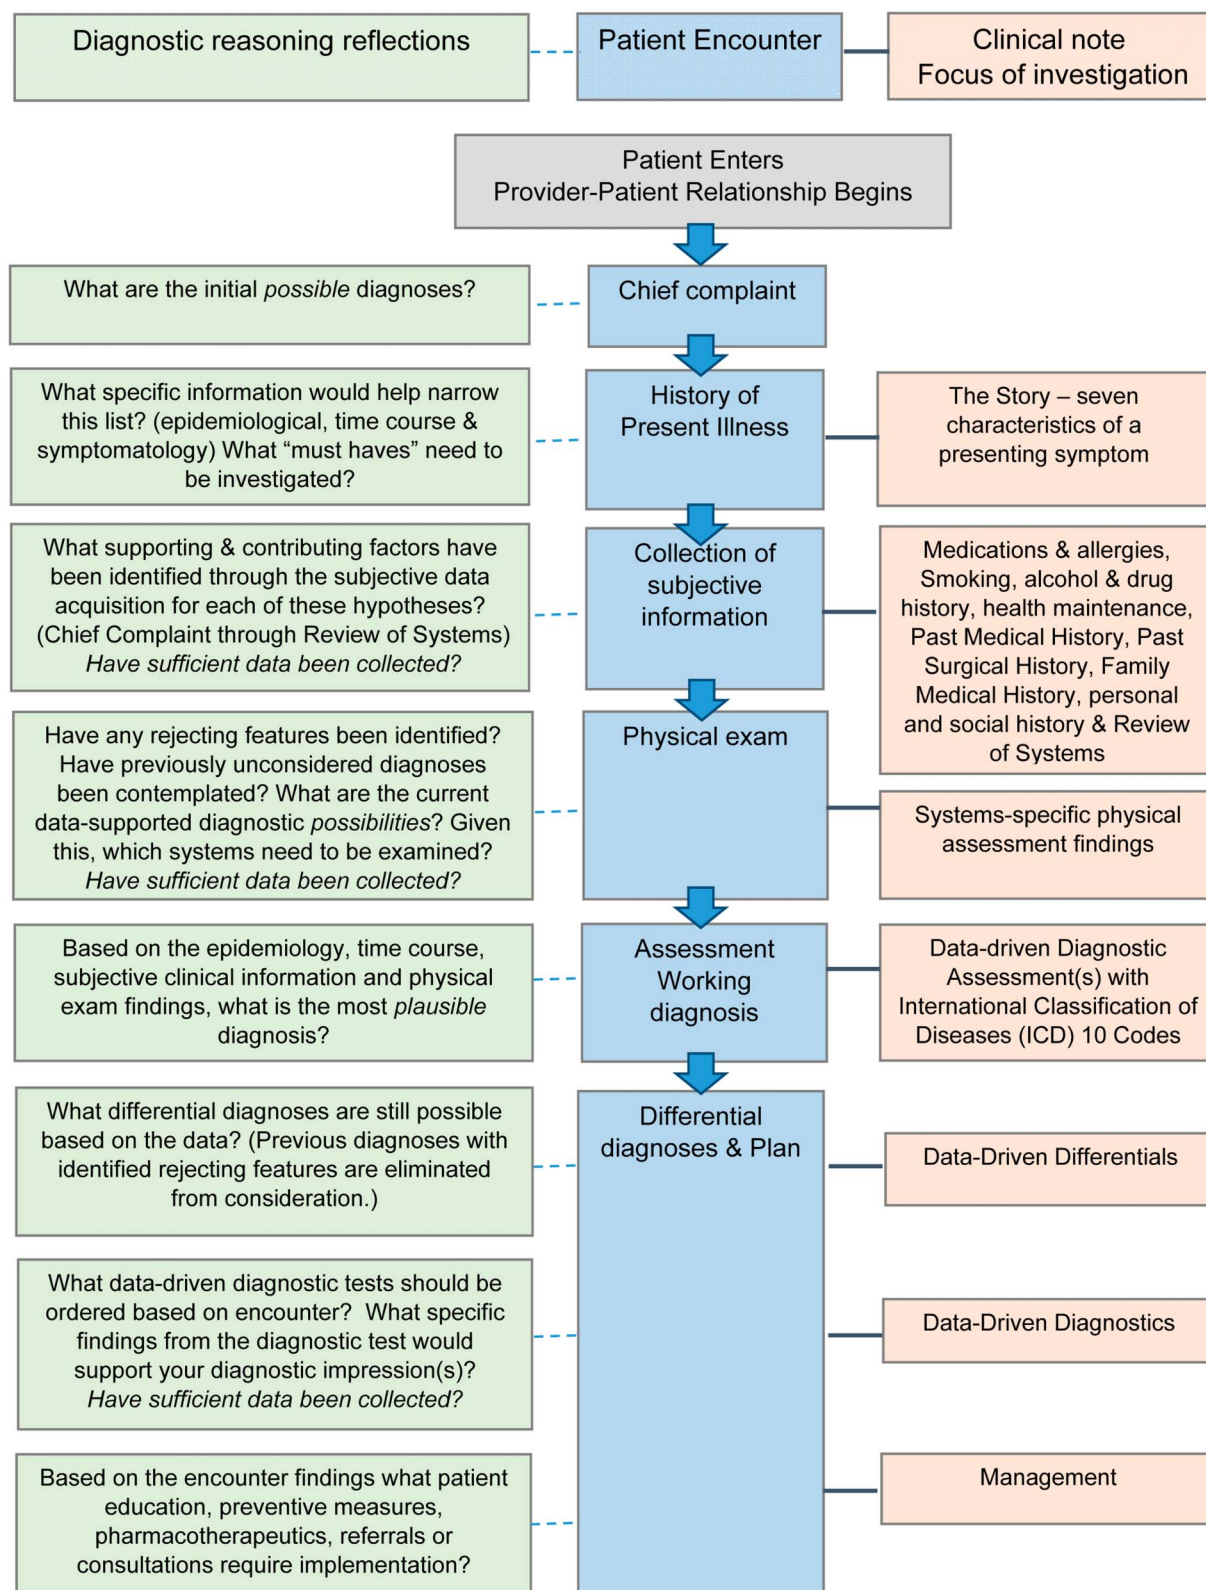 Diagnostic reasoning reflections
Patient Encounter
Clinical note
Focus of investigation
Patient Enters
Provider-Patient Relationship Begins
What are the initial possible diagnoses?
Chief complaint
What specific information would help narrow
this list? (epidemiological, time course &
symptomatology) What “must haves” need to
be investigated?
History of
Present Illness
The Story – seven
characteristics of a
presenting symptom
What supporting & contributing factors have
been identified through the subjective data
acquisition for each of these hypotheses?
(Chief Complaint through Review of Systems)
Have sufficient data been collected?
Collection of
subjective
information
Medications & allergies,
Smoking, alcohol & drug
history, health maintenance,
Past Medical History, Past
Surgical History, Family
Medical History, personal
and social history & Review
of Systems
Have any rejecting features been identified?
Have previously unconsidered diagnoses
been contemplated? What are the current
data-supported diagnostic possibilities? Given
this, which systems need to be examined?
Have sufficient data been collected?
Physical exam
Systems-specific physical
assessment findings
Based on the epidemiology, time course,
subjective clinical information and physical
exam findings, what is the most plausible
diagnosis?
Assessment
Working
diagnosis
Data-driven Diagnostic
Assessment(s) with
International Classification of
Diseases (ICD) 10 Codes
What differential diagnoses are still possible
based on the data? (Previous diagnoses with
identified rejecting features are eliminated
from consideration.)
Differential
diagnoses & Plan
Data-Driven Differentials
What data-driven diagnostic tests should be
ordered based on encounter? What specific
findings from the diagnostic test would
support your diagnostic impression(s)?
Have sufficient data been collected?
Data-Driven Diagnostics
Based on the encounter findings what patient
education, preventive measures,
pharmacotherapeutics, referrals or
consultations require implementation?
Management